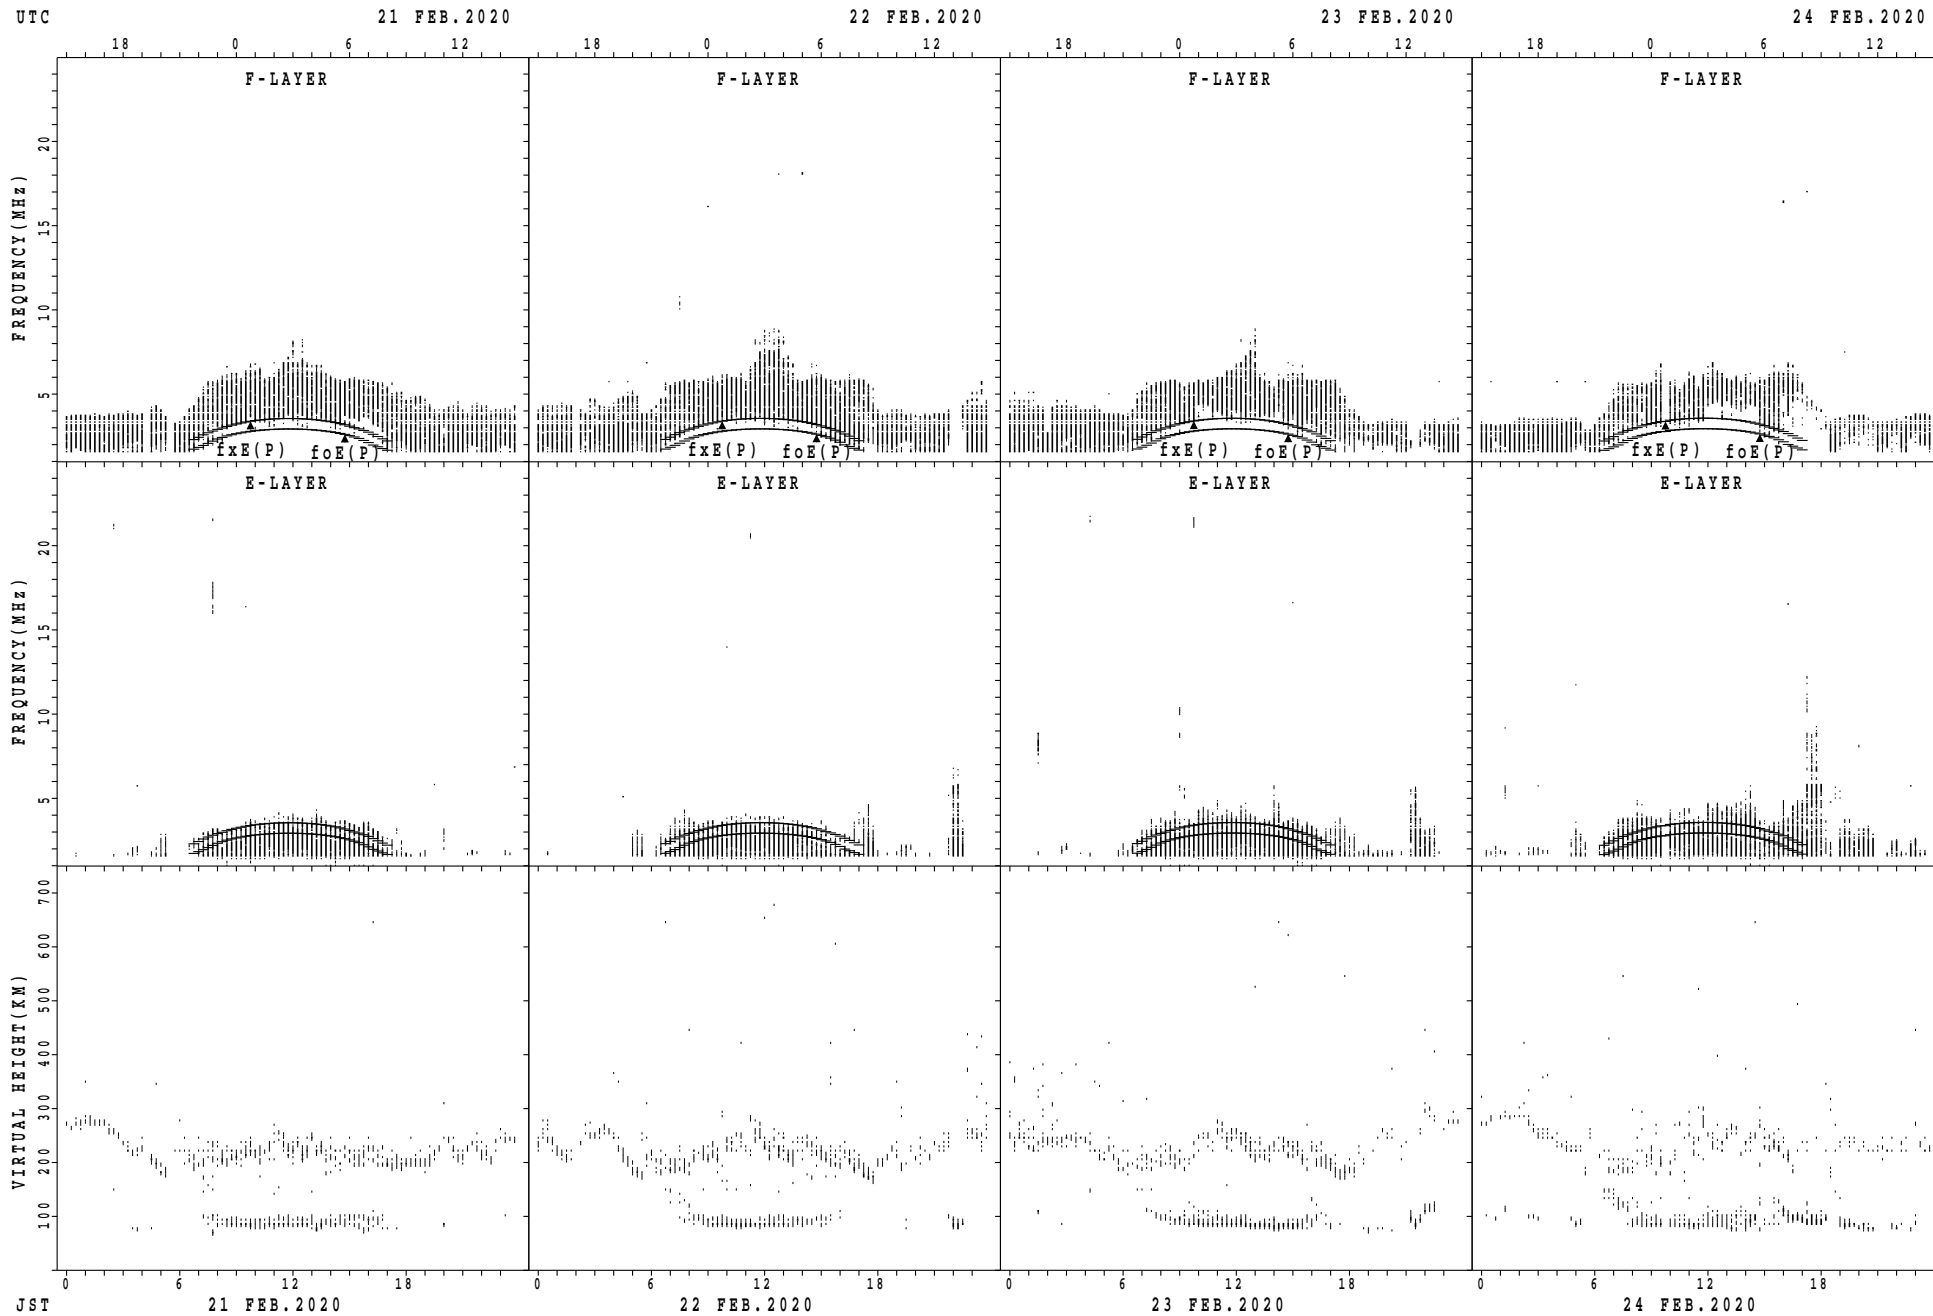 UTC 21 FEB.2020 22 FEB.2020 23 FEB.2020 24 FEB.2020
18 0 6 12 18 0 6 12 18 0 6 12 18 0 6 12
F-LAYER F-LAYER F-LAYER F-LAYER
FREQUENCY(MHz)
20
15
10
5
fxE(P) foE(P) fxE(P) foE(P) fxE(P) foE(P) fxE(P) foE(P)
E-LAYER E-LAYER E-LAYER E-LAYER
FREQUENCY(MHz)
20
15
10
5
VIRTUAL HEIGHT(KM)
700
600
500
400
300
200
100
0 6 12 18 0 6 12 18 0 6 12 18 0 6 12 18
JST 21 FEB.2020 22 FEB.2020 23 FEB.2020 24 FEB.2020